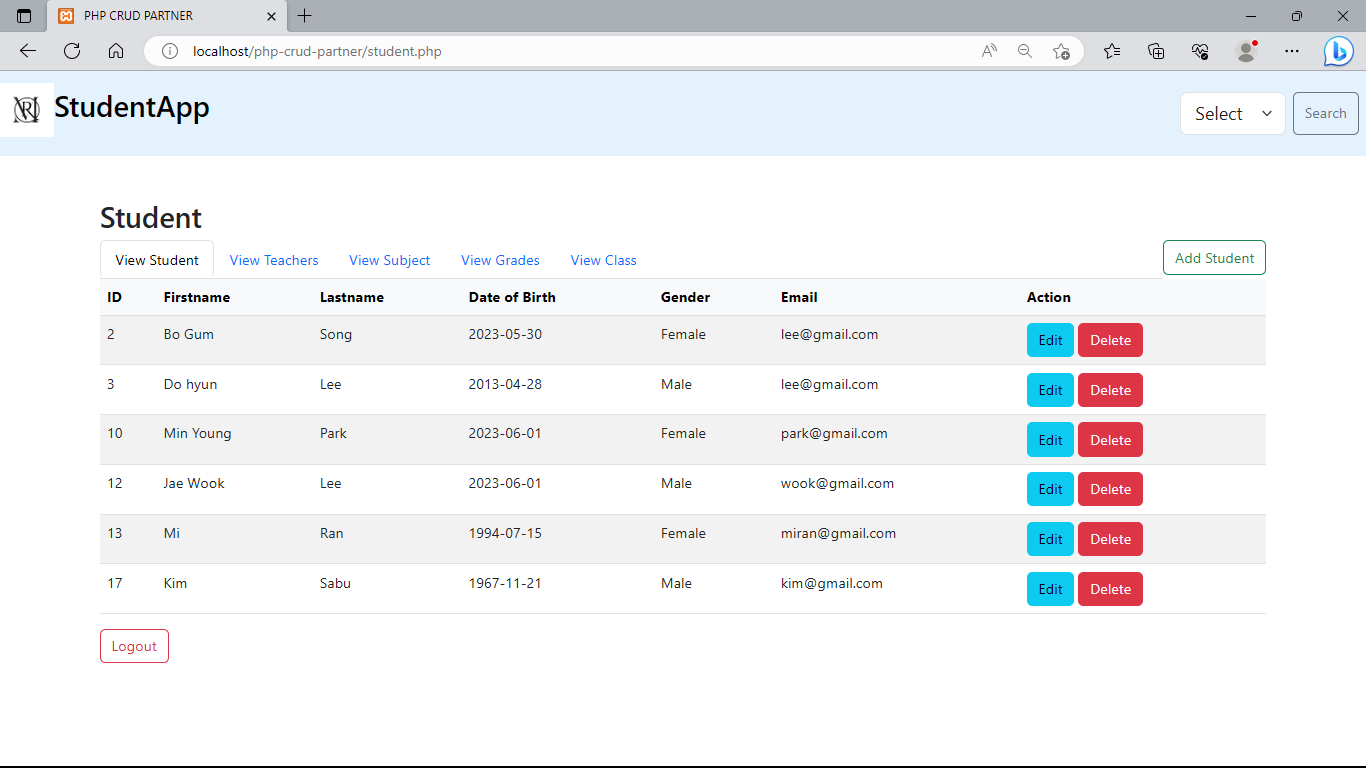 PHP CRUD PARTNER
localhost/php-crud-partner/student.php
StudentApp
Select
Search
Student
View Student View Teachers View Subject View Grades View Class Add Student
ID Firstname Lastname Date of Birth Gender Email Action
2 Bo Gum Song 2023-05-30 Female lee@gmail.com Edit Delete
3 Do hyun Lee 2013-04-28 Male lee@gmail.com Edit Delete
10 Min Young Park 2023-06-01 Female park@gmail.com Edit Delete
12 Jae Wook Lee 2023-06-01 Male wook@gmail.com Edit Delete
13 Mi Ran 1994-07-15 Female miran@gmail.com Edit Delete
17 Kim Sabu 1967-11-21 Male kim@gmail.com Edit Delete
Logout